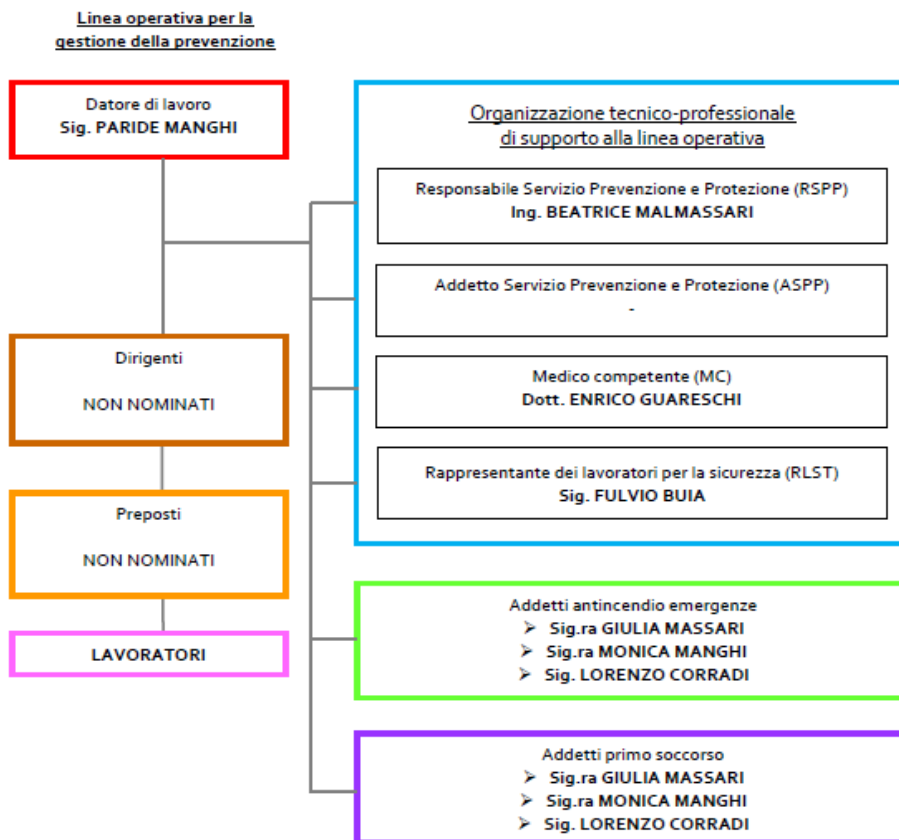 Linea operativa per la
gestione della prevenzione
Datore di lavoro
Sig. PARIDE MANGHI
Dirigenti
NON NOMINATI
Preposti
NON NOMINATI
LAVORATORI
Organizzazione tecnico-professionale
di supporto alla linea operativa
Responsabile Servizio Prevenzione e Protezione (RSPP)
Ing. BEATRICE MALMASSARI
Addetto Servizio Prevenzione e Protezione (ASPP)
-
Medico competente (MC)
Dott. ENRICO GUARESCHI
Rappresentante dei lavoratori per la sicurezza (RLST)
Sig. FULVIO BUIA
Addetti antincendio emergenze
➢ Sig.ra GIULIA MASSARI
➢ Sig.ra MONICA MANGHI
➢ Sig. LORENZO CORRADI
Addetti primo soccorso
➢ Sig.ra GIULIA MASSARI
➢ Sig.ra MONICA MANGHI
➢ Sig. LORENZO CORRADI